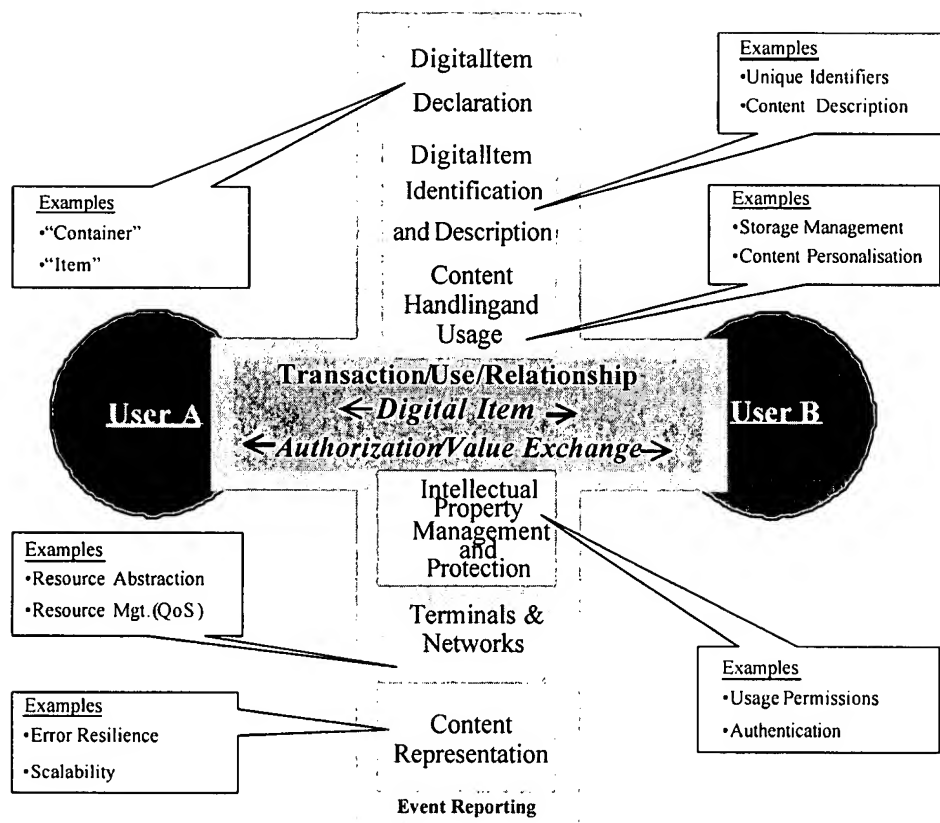 DigitalItem
Declaration
DigitalItem
Identification
and Description
Content
Handlingand
Usage
Examples
•Unique Identifiers
•Content Description
Examples
•"Container"
•"Item"
Examples
•Storage Management
•Content Personalisation
Transaction/Use/Relationship
Digital Item
Authorization/Value Exchange
User A
User B
Intellectual
Property
Management
and
Protection
Terminals &
Networks
Examples
•Resource Abstraction
•Resource Mgt.(QoS)
Examples
•Usage Permissions
•Authentication
Examples
•Error Resilience
•Scalability
Content
Representation
Event Reporting